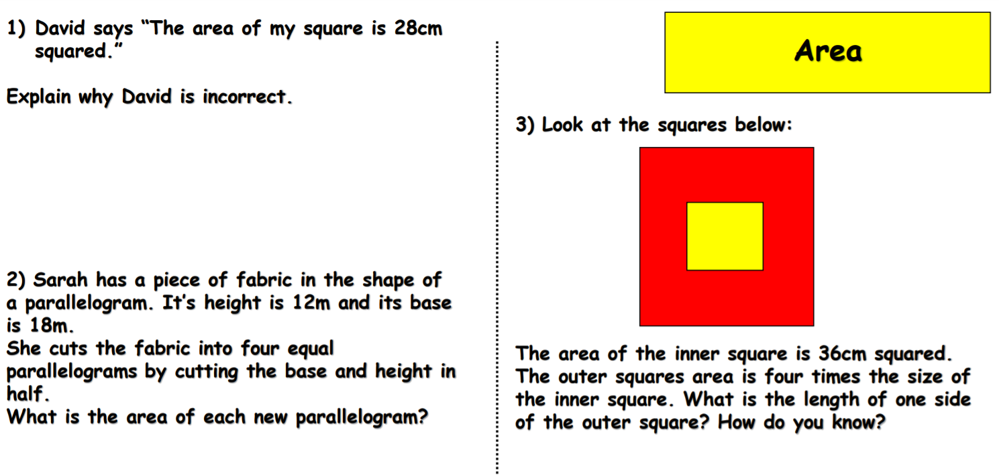 1) David says “The area of my square is 28cm
squared.”
Explain why David is incorrect.
2) Sarah has a piece of fabric in the shape of
a parallelogram. It’s height is 12m and its base
is 18m.
She cuts the fabric into four equal
parallelograms by cutting the base and height in
half.
What is the area of each new parallelogram?
Area
3) Look at the squares below:
The area of the inner square is 36cm squared.
The outer squares area is four times the size of
the inner square. What is the length of one side
of the outer square? How do you know?